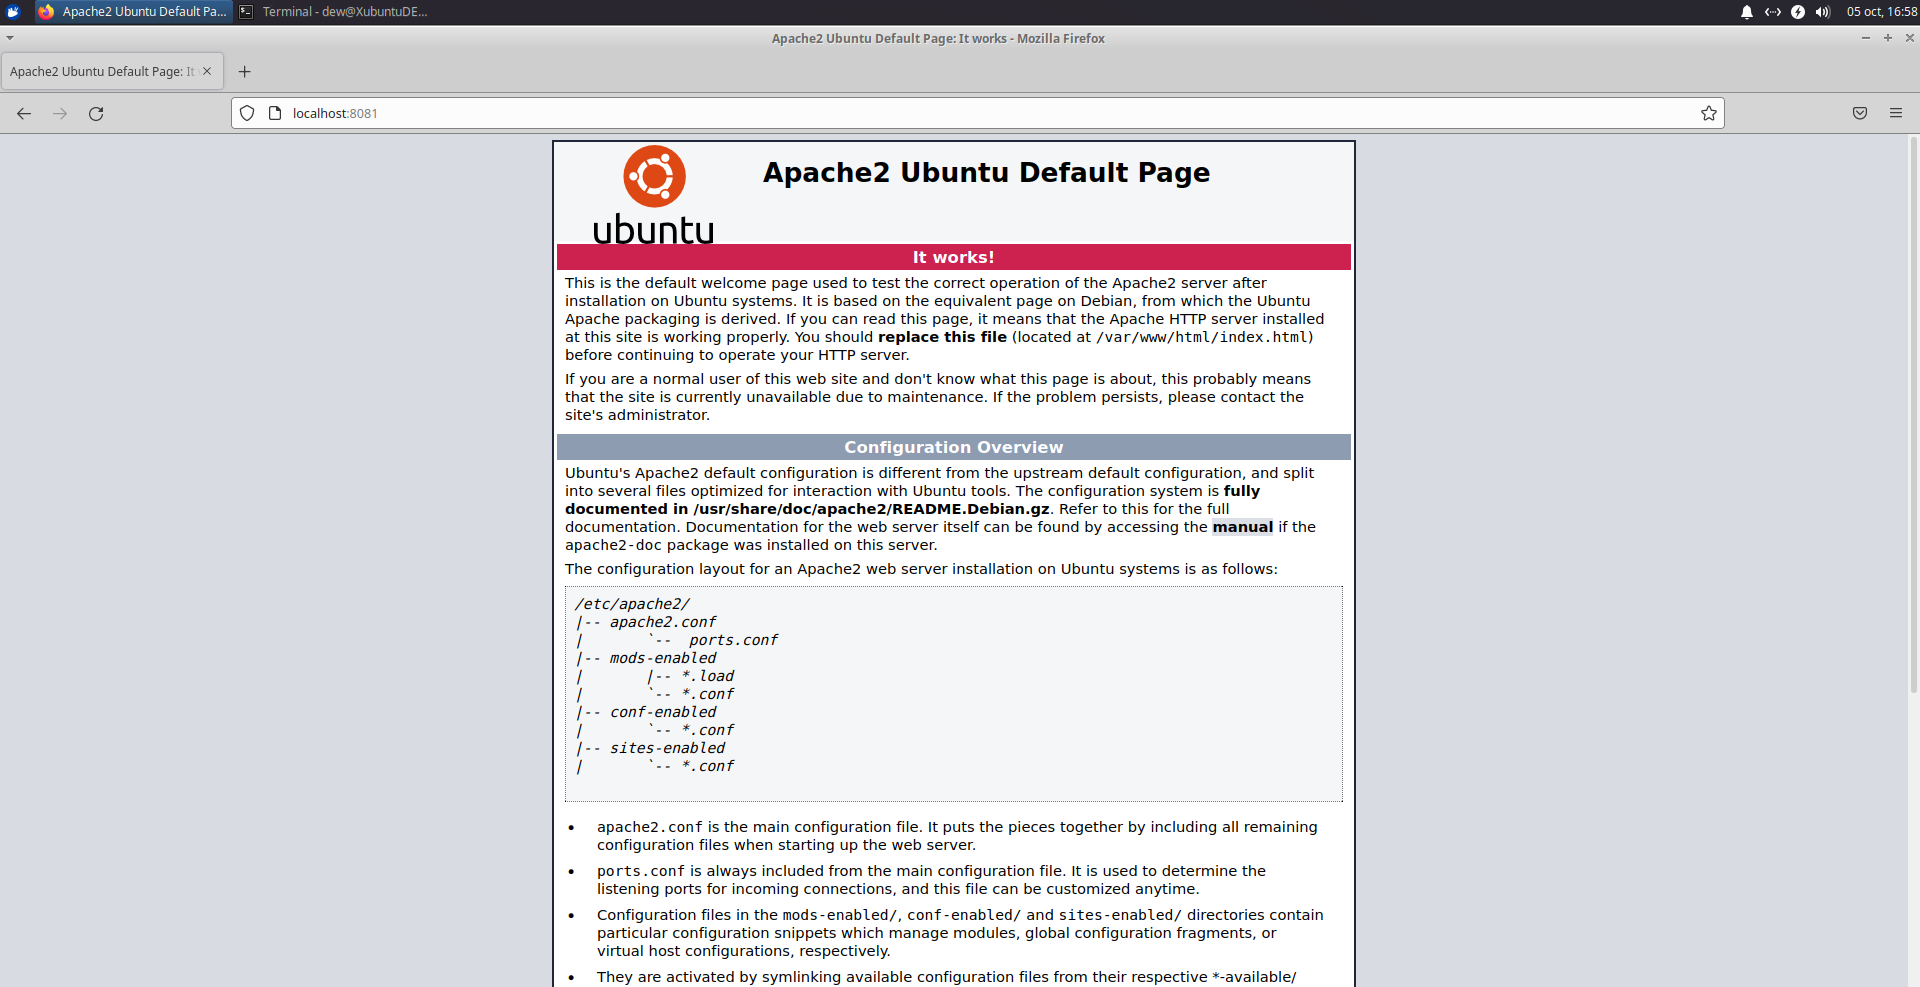 Apache2 Ubuntu Default Pa...
Terminal - dew@XubuntuDE...
05 oct, 16:58
Apache2 Ubuntu Default Page: It works - Mozilla Firefox
Apache2 Ubuntu Default Page: It
localhost:8081
ubuntu
Apache2 Ubuntu Default Page
It works!
This is the default welcome page used to test the correct operation of the Apache2 server after
installation on Ubuntu systems. It is based on the equivalent page on Debian, from which the Ubuntu
Apache packaging is derived. If you can read this page, it means that the Apache HTTP server installed
at this site is working properly. You should replace this file (located at /var/www/html/index.html)
before continuing to operate your HTTP server.
If you are a normal user of this web site and don't know what this page is about, this probably means
that the site is currently unavailable due to maintenance. If the problem persists, please contact the
site's administrator.
Configuration Overview
Ubuntu's Apache2 default configuration is different from the upstream default configuration, and split
into several files optimized for interaction with Ubuntu tools. The configuration system is fully
documented in /usr/share/doc/apache2/README.Debian.gz. Refer to this for the full
documentation. Documentation for the web server itself can be found by accessing the manual if the
apache2-doc package was installed on this server.
The configuration layout for an Apache2 web server installation on Ubuntu systems is as follows:
/etc/apache2/
|-- apache2.conf
|       `--  ports.conf
|-- mods-enabled
|       |-- *.load
|       `-- *.conf
|-- conf-enabled
|       `-- *.conf
|-- sites-enabled
|       `-- *.conf
• apache2.conf is the main configuration file. It puts the pieces together by including all remaining
configuration files when starting up the web server.
• ports.conf is always included from the main configuration file. It is used to determine the
listening ports for incoming connections, and this file can be customized anytime.
• Configuration files in the mods-enabled/, conf-enabled/ and sites-enabled/ directories contain
particular configuration snippets which manage modules, global configuration fragments, or
virtual host configurations, respectively.
• They are activated by symlinking available configuration files from their respective *-available/